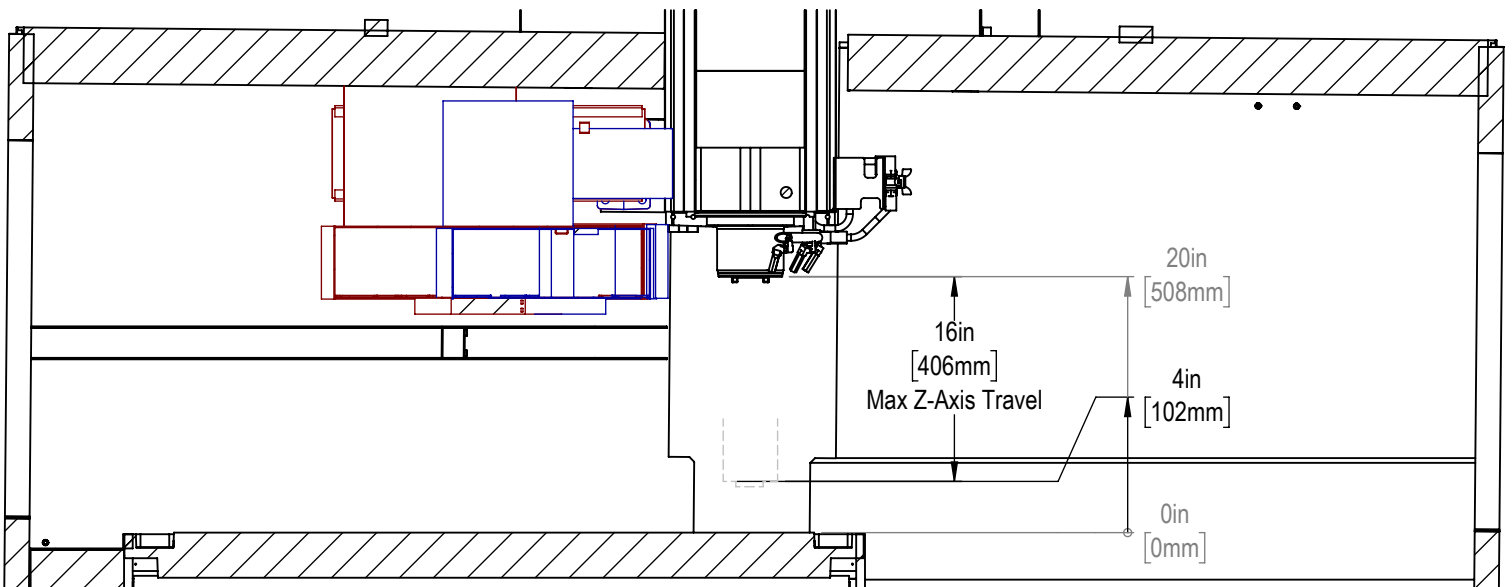 20in
[508mm]
16in
[406mm]
Max Z-Axis Travel
4in
[102mm]
0in
[0mm]